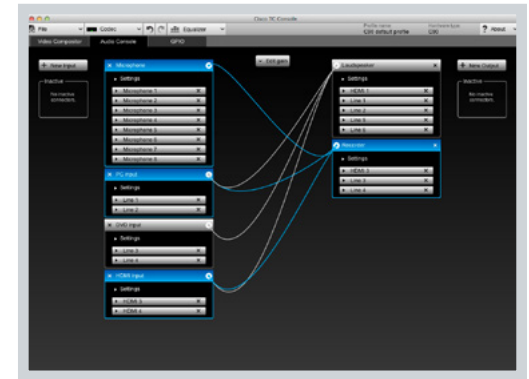 Cisco TC Console
File
Codec
Equalizer
Profile name:
C90 default profile
Hardware type:
C90
? About
Video Compositor
Audio Console
GPIO
+ New Input
Inactive
No inactive
connectors.
Microphone
Settings
Microphone 1
Microphone 2
Microphone 3
Microphone 4
Microphone 5
Microphone 6
Microphone 7
Microphone 8
PC input
Settings
Line 1
Line 2
DVD input
Settings
Line 3
Line 4
HDMI input
Settings
HDMI 3
HDMI 4
Edit gain
Loudspeaker
Settings
HDMI 1
Line 1
Line 2
Line 5
Line 6
Recorder
Settings
HDMI 3
Line 3
Line 4
+ New Output
Inactive
No inactive
connectors.